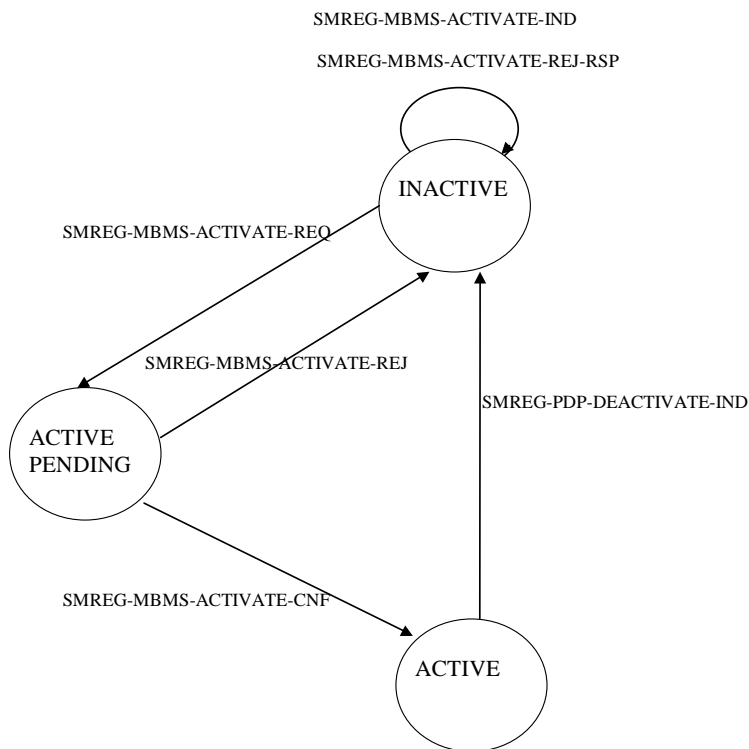 SMREG-MBMS-ACTIVATE-IND
SMREG-MBMS-ACTIVATE-REJ-RSP
INACTIVE
SMREG-MBMS-ACTIVATE-REQ
SMREG-MBMS-ACTIVATE-REJ
SMREG-PDP-DEACTIVATE-IND
ACTIVE
PENDING
SMREG-MBMS-ACTIVATE-CNF
ACTIVE